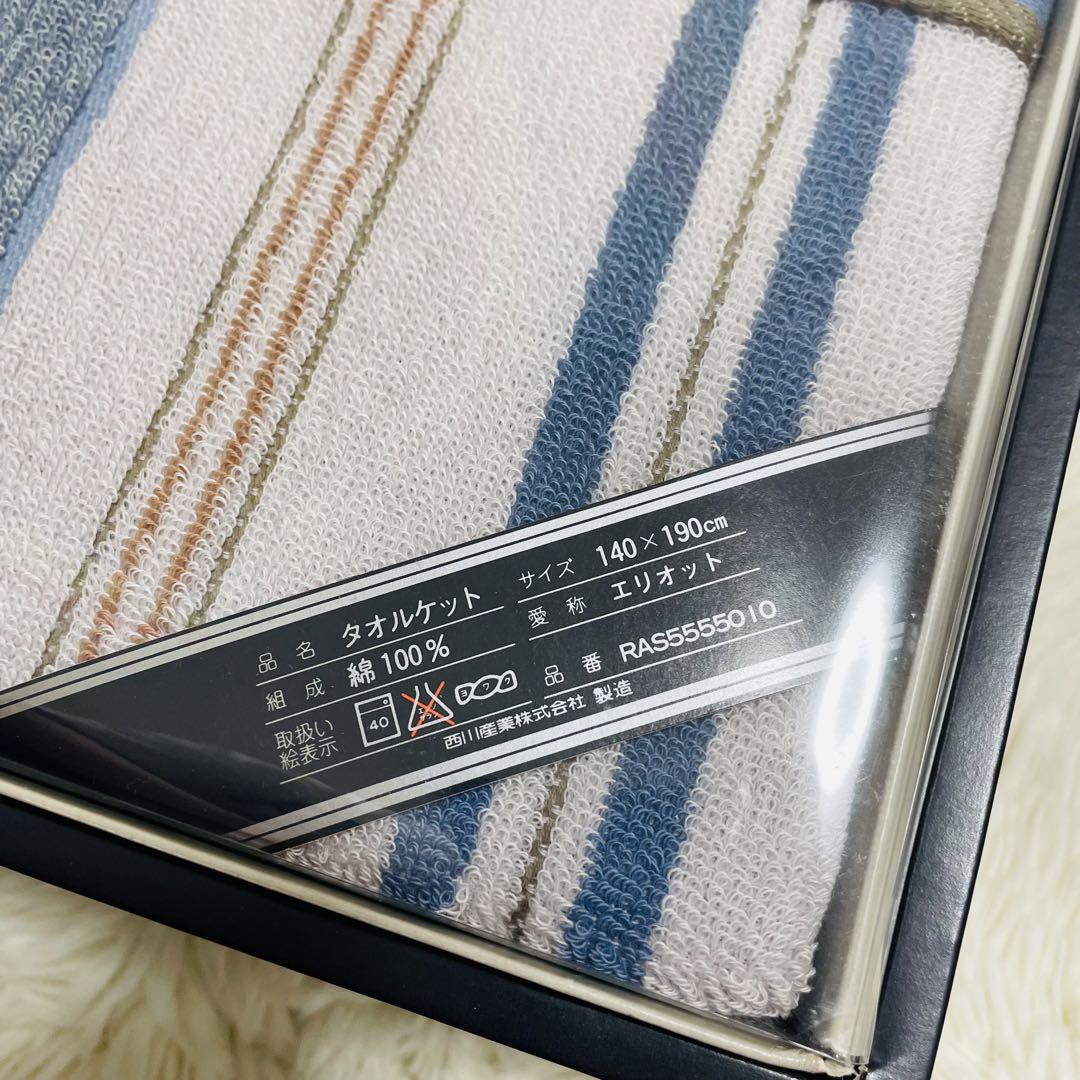 品名 タオルケット サイズ 140×190cm
組成 綿100% 愛称 エリオット
取扱い絵表示 40 ヨワク 品番 RAS5555010
西川産業株式会社 製造